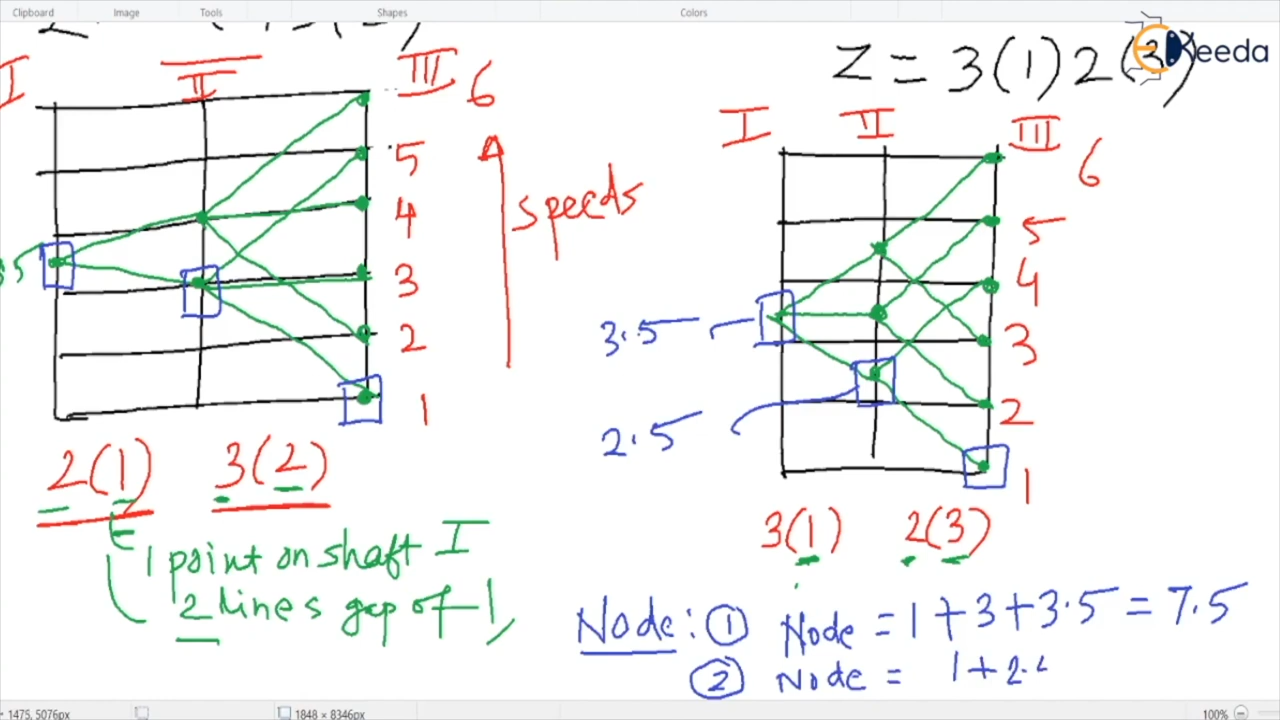 Clipboard
Image
Tools
Shapes
Colors
Keeda
Z = 3(1) 2(3)
I II III
6
5
4
3
2
1
speeds
2(1) 3(2)
1 point on shaft I
2 lines gap of 1,
I II III
6
5
4
3
2
1
3.5
2.5
3(1) 2(3)
Node: ① Node = 1 + 3 + 3.5 = 7.5
② Node = 1 + 2.
1475, 5076px
1848 × 8346px
100%